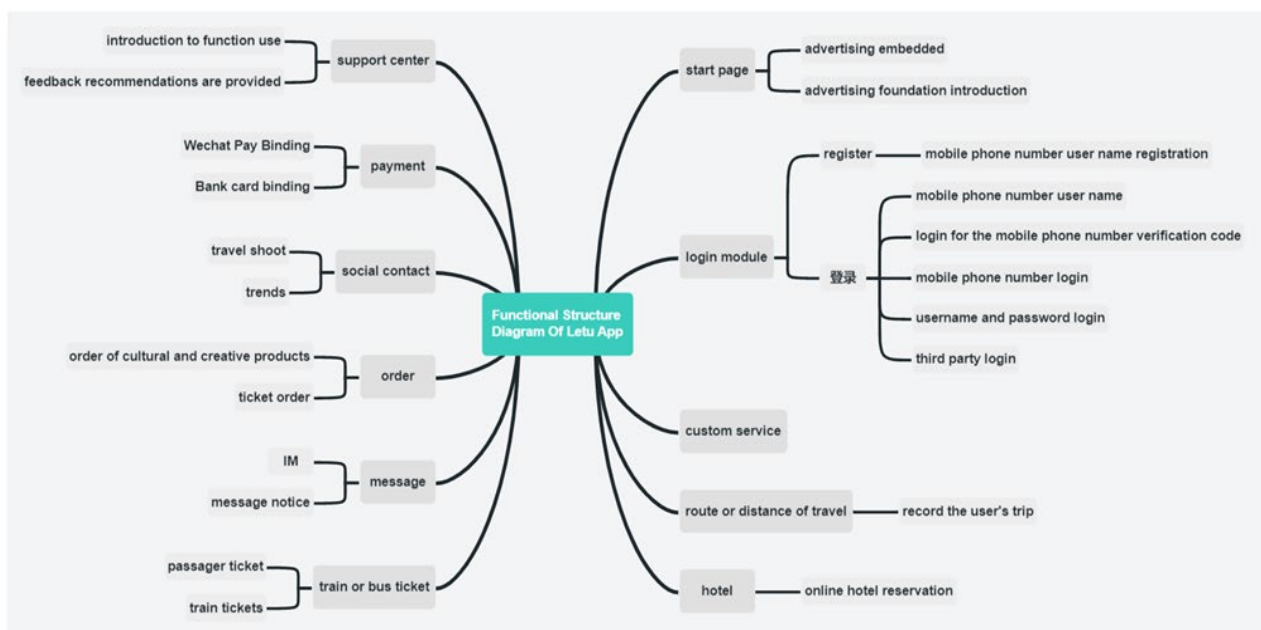 Functional Structure
Diagram Of Letu App
support center
introduction to function use
feedback recommendations are provided
payment
Wechat Pay Binding
Bank card binding
social contact
travel shoot
trends
order
order of cultural and creative products
ticket order
message
IM
message notice
train or bus ticket
passager ticket
train tickets
start page
advertising embedded
advertising foundation introduction
login module
register
mobile phone number user name registration
登录
mobile phone number user name
login for the mobile phone number verification code
mobile phone number login
username and password login
third party login
custom service
route or distance of travel
record the user's trip
hotel
online hotel reservation